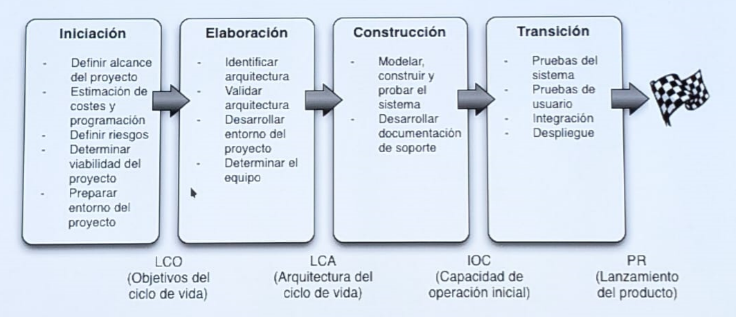 Iniciación
- Definir alcance
del proyecto
- Estimación de
costes y
programación
- Definir riesgos
- Determinar
viabilidad del
proyecto
- Preparar
entorno del
proyecto
Elaboración
- Identificar
arquitectura
- Validar
arquitectura
- Desarrollar
entorno del
proyecto
- Determinar el
equipo
Construcción
- Modelar,
construir y
probar el
sistema
- Desarrollar
documentación
de soporte
Transición
- Pruebas del
sistema
- Pruebas de
usuario
- Integración
- Despliegue
LCO
(Objetivos del
ciclo de vida)
LCA
(Arquitectura del
ciclo de vida)
IOC
(Capacidad de
operación inicial)
PR
(Lanzamiento
del producto)